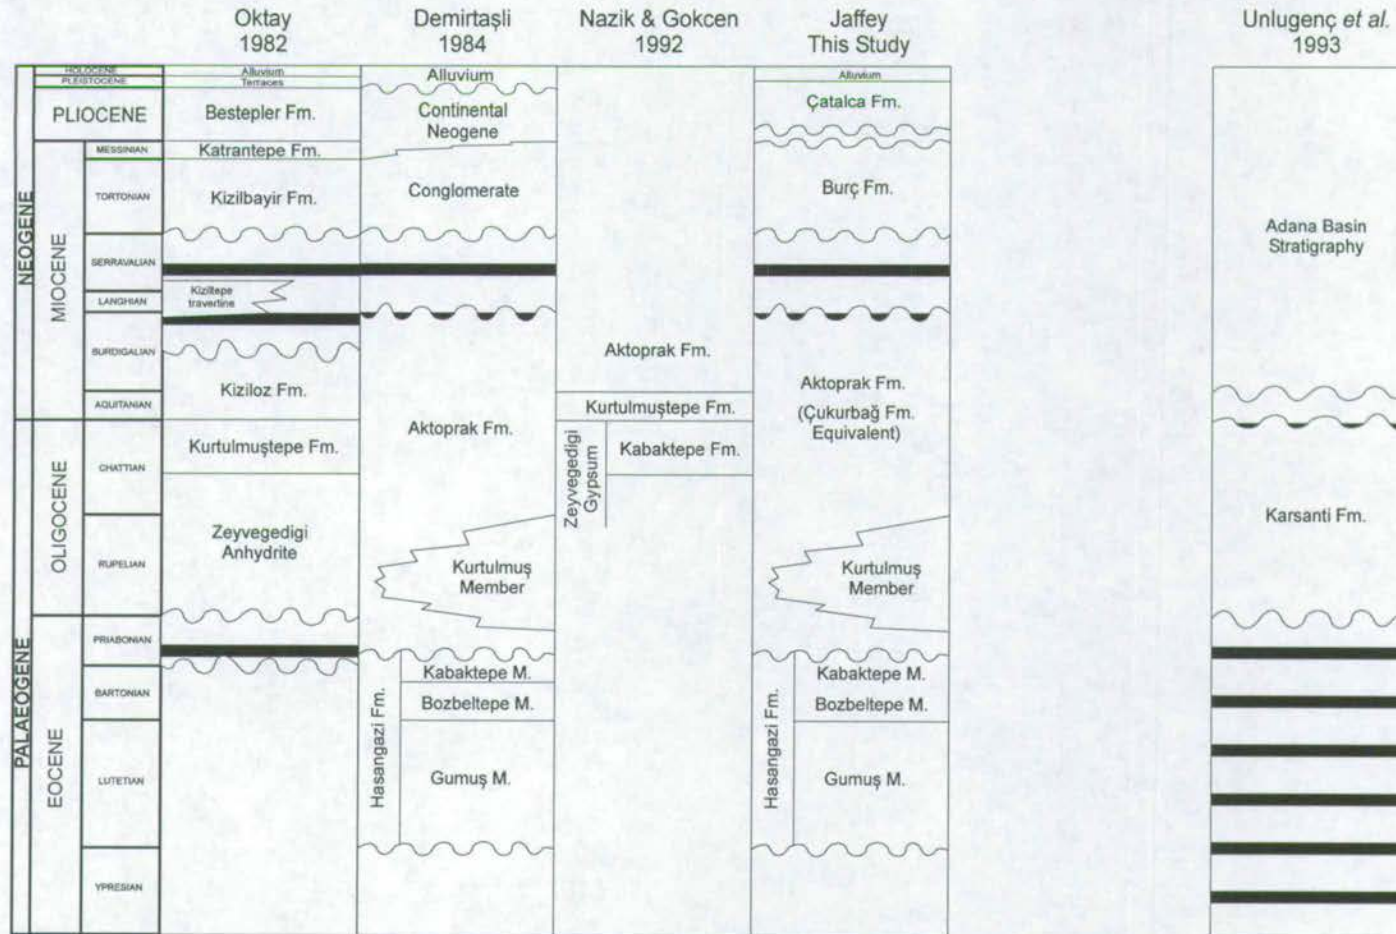 Oktay
1982
Demirtaşli
1984
Nazik & Gokcen
1992
Jaffey
This Study
Unlugenç et al.
1993
NEOGENE
PALAEOGENE
HOLOCENE
PLEISTOCENE
PLIOCENE
MIOCENE
MESSINIAN
TORTONIAN
SERRAVALIAN
LANGHIAN
BURDIGALIAN
AQUITANIAN
OLIGOCENE
CHATTIAN
RUPELIAN
EOCENE
PRIABONIAN
BARTONIAN
LUTETIAN
YPRESIAN
Alluvium
Terraces
Bestepler Fm.
Katrantepe Fm.
Kizilbayir Fm.
Kiziltepe
travertine
Kiziloz Fm.
Kurtulmuştepe Fm.
Zeyvegedigi
Anhydrite
Alluvium
Continental
Neogene
Conglomerate
Aktoprak Fm.
Kurtulmuş
Member
Hasangazi Fm.
Kabaktepe M.
Bozbeltepe M.
Gumuş M.
Aktoprak Fm.
Kurtulmuştepe Fm.
Zeyvegedigi
Gypsum
Kabaktepe Fm.
Alluvium
Çatalca Fm.
Burç Fm.
Aktoprak Fm.
(Çukurbağ Fm.
Equivalent)
Kurtulmuş
Member
Hasangazi Fm.
Kabaktepe M.
Bozbeltepe M.
Gumuş M.
Adana Basin
Stratigraphy
Karsanti Fm.